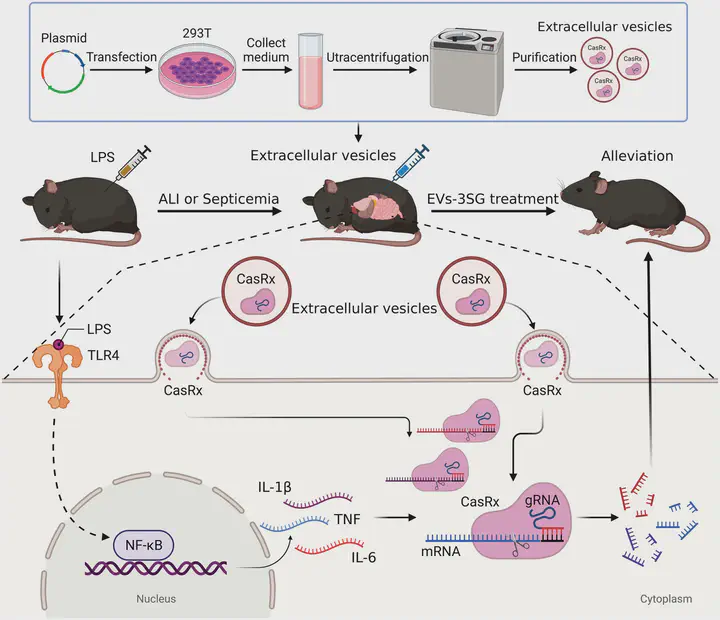 Plasmid
Transfection
293T
Collect
medium
Utracentrifugation
Purification
Extracellular vesicles
CasRx
CasRx
CasRx
LPS
Extracellular vesicles
Alleviation
ALI or Septicemia
EVs-3SG treatment
CasRx
CasRx
Extracellular vesicles
LPS
TLR4
CasRx
CasRx
IL-1β
TNF
IL-6
CasRx
gRNA
mRNA
NF-κB
Nucleus
Cytoplasm